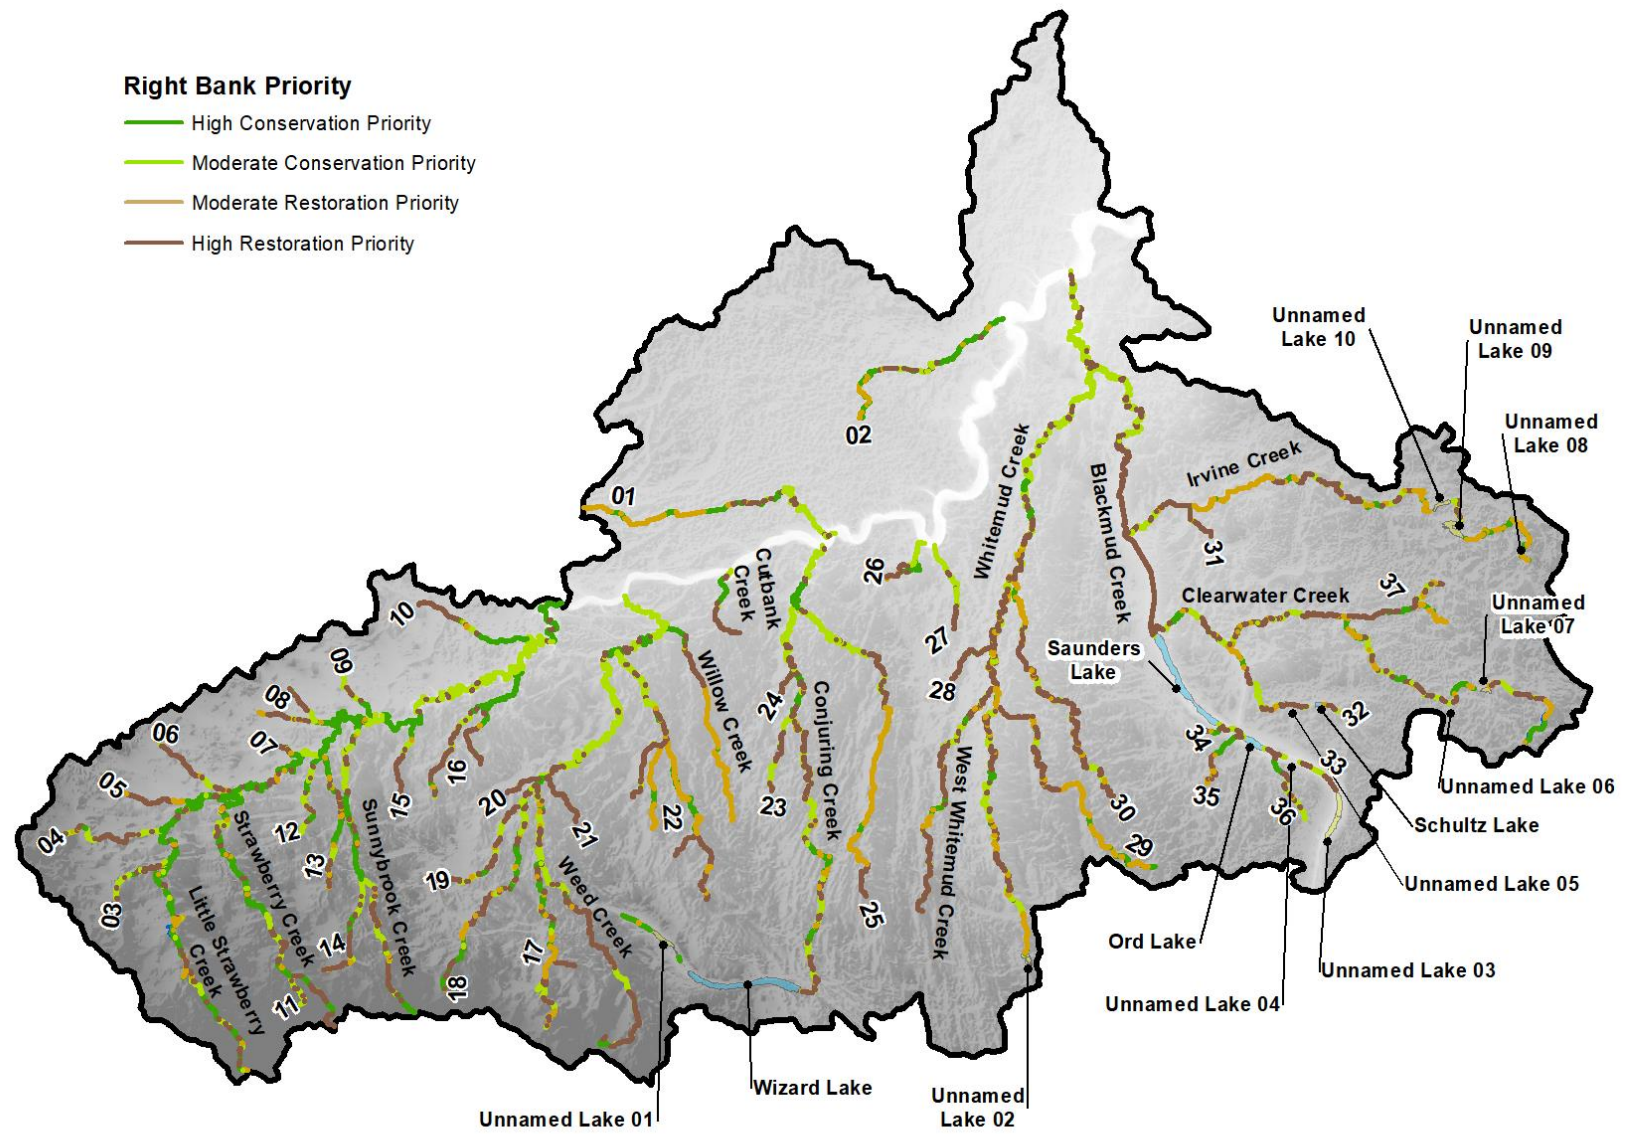 Right Bank Priority
High Conservation Priority
Moderate Conservation Priority
Moderate Restoration Priority
High Restoration Priority
Unnamed
Lake 10
Unnamed
Lake 09
Unnamed
Lake 08
02
Whitemud Creek
Blackmud Creek
Irvine Creek
01
31
Cutbank
Creek
26
37
Clearwater Creek
Unnamed
Lake 07
10
27
Saunders
Lake
09
28
08
Willow Creek
24
32
06
07
34
33
16
Conjuring Creek
West Whitemud Creek
05
15
20
23
22
35
36
30
Unnamed Lake 06
04
12
21
Schultz Lake
13
29
Strawberry Creek
Sunnybrook Creek
19
Weed Creek
Unnamed Lake 05
03
25
Little Strawberry
Creek
14
17
Ord Lake
18
Unnamed Lake 03
11
Unnamed Lake 04
Wizard Lake
Unnamed
Lake 02
Unnamed Lake 01